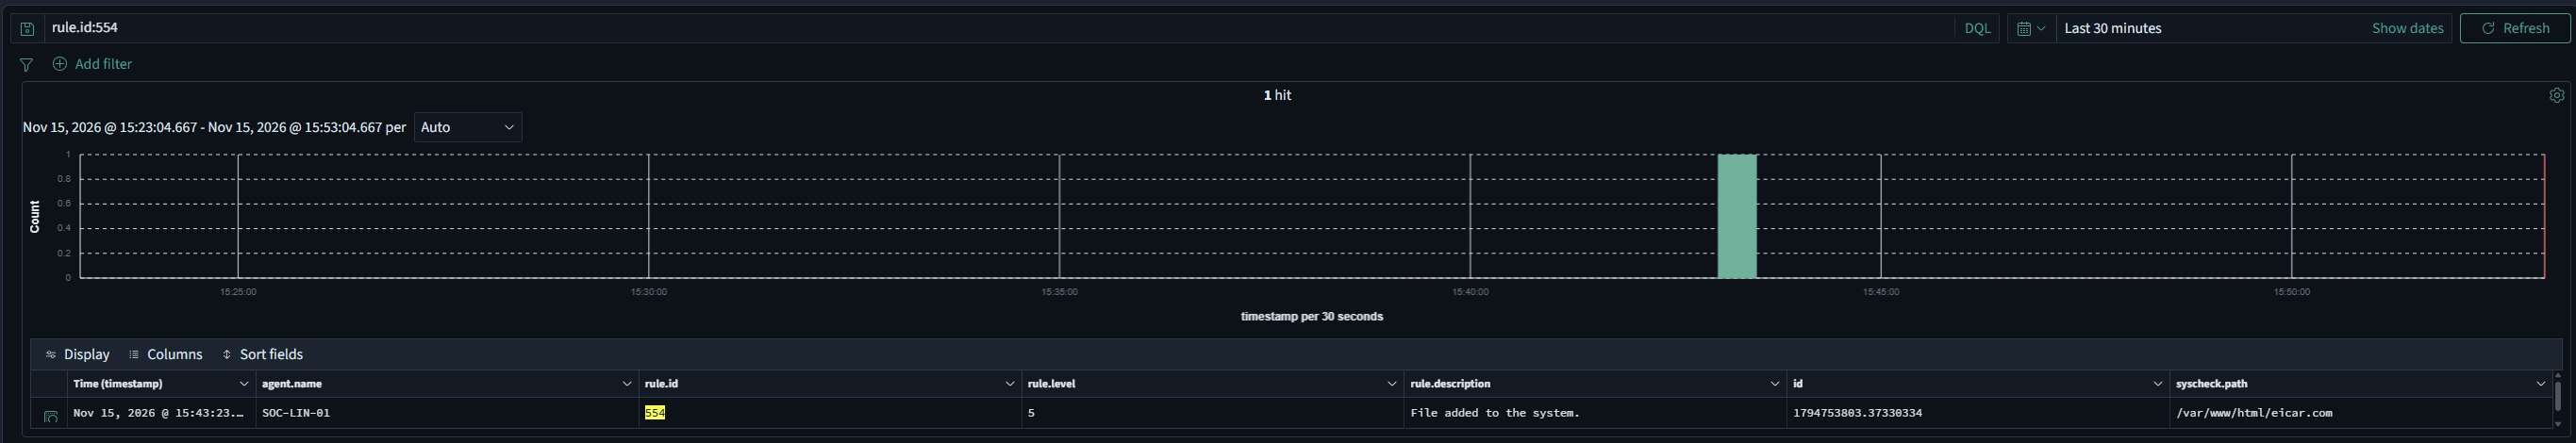 rule.id:554 DQL Last 30 minutes Show dates Refresh
Add filter
1 hit
Nov 15, 2026 @ 15:23:04.667 - Nov 15, 2026 @ 15:53:04.667 per Auto
Count
1
0.8
0.6
0.4
0.2
0
15:25:00 15:30:00 15:35:00 15:40:00 15:45:00 15:50:00
timestamp per 30 seconds
Display Columns Sort fields
Time (timestamp) agent.name rule.id rule.level rule.description id syscheck.path
Nov 15, 2026 @ 15:43:23… SOC-LIN-01 554 5 File added to the system. 1794753803.37330334 /var/www/html/eicar.com